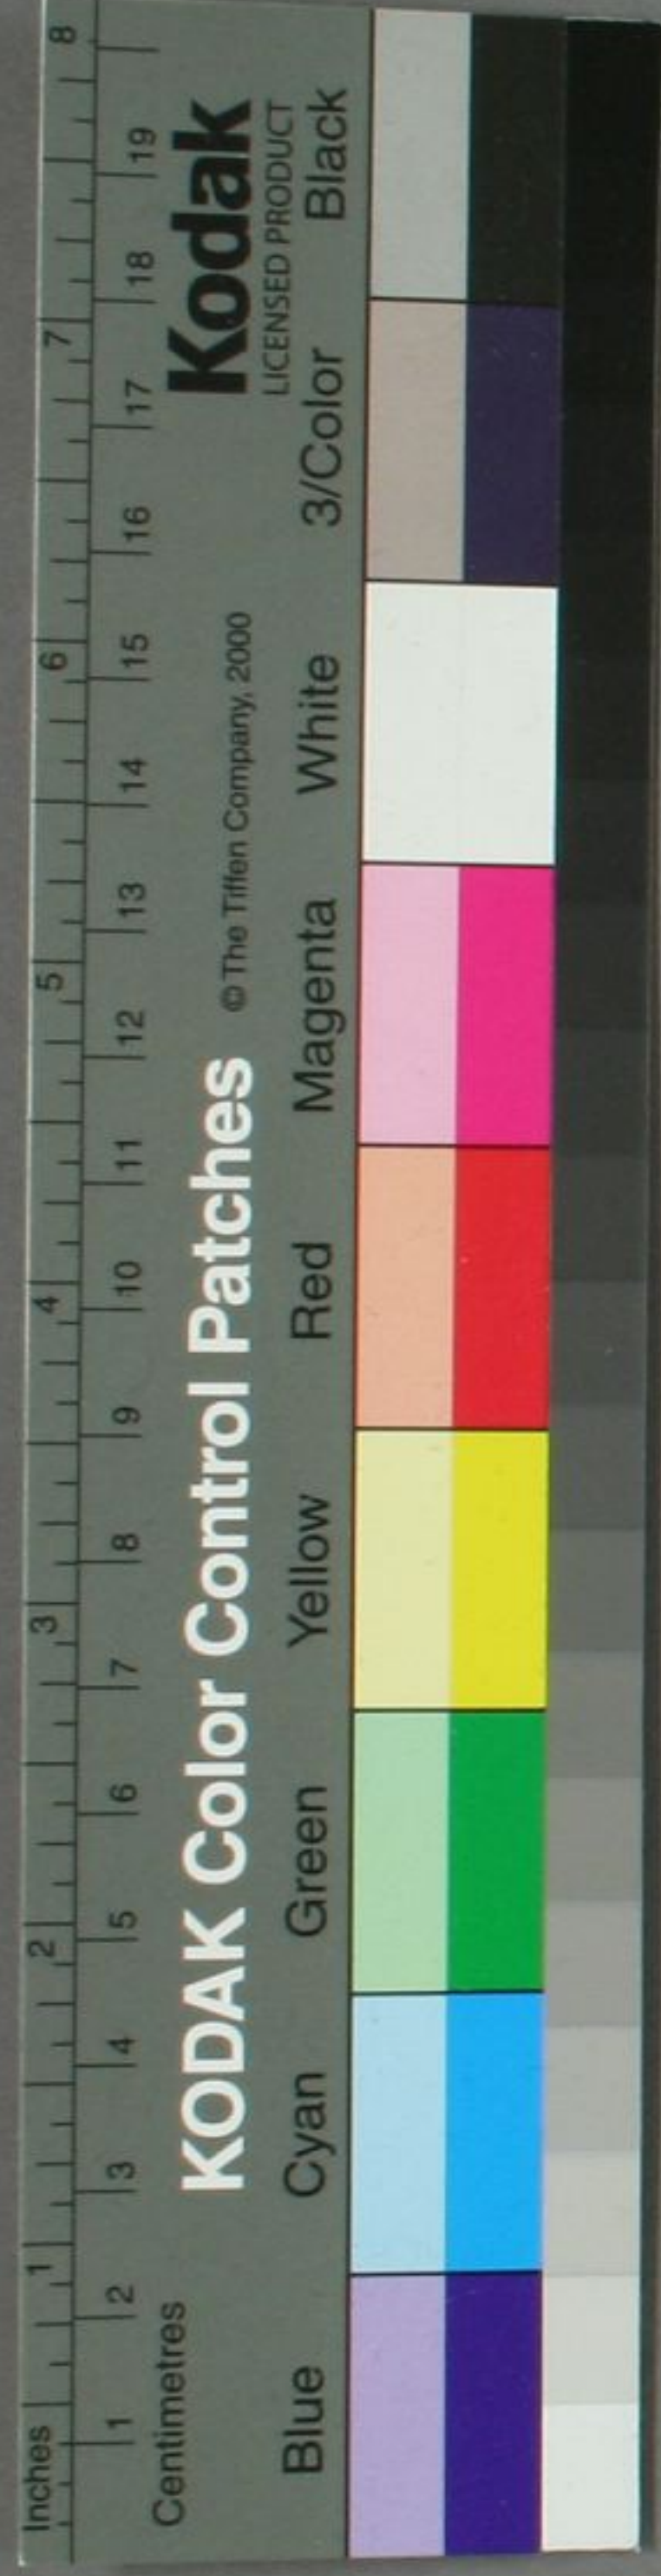 Inches 1 2 3 4 5 6 7 8
1 2 3 4 5 6 7 8 9 10 11 12 13 14 15 16 17 18 19
Centimetres
KODAK Color Control Patches
© The Tiffen Company, 2000
Kodak
LICENSED PRODUCT
Blue Cyan Green Yellow Red Magenta White 3/Color Black